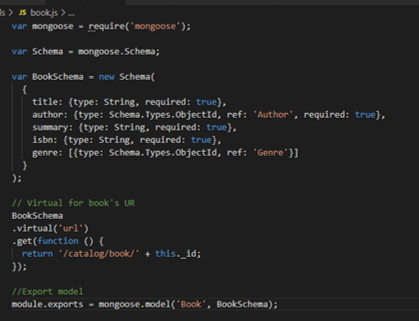 ls > JS book.js > ...
var mongoose = require('mongoose');
var Schema = mongoose.Schema;
var BookSchema = new Schema(
{
title: {type: String, required: true},
author: {type: Schema.Types.ObjectId, ref: 'Author', required: true},
summary: {type: String, required: true},
isbn: {type: String, required: true},
genre: [{type: Schema.Types.ObjectId, ref: 'Genre'}]
}
);
// Virtual for book's UR
BookSchema
.virtual('url')
.get(function () {
return '/catalog/book/' + this._id;
});
//Export model
module.exports = mongoose.model('Book', BookSchema);